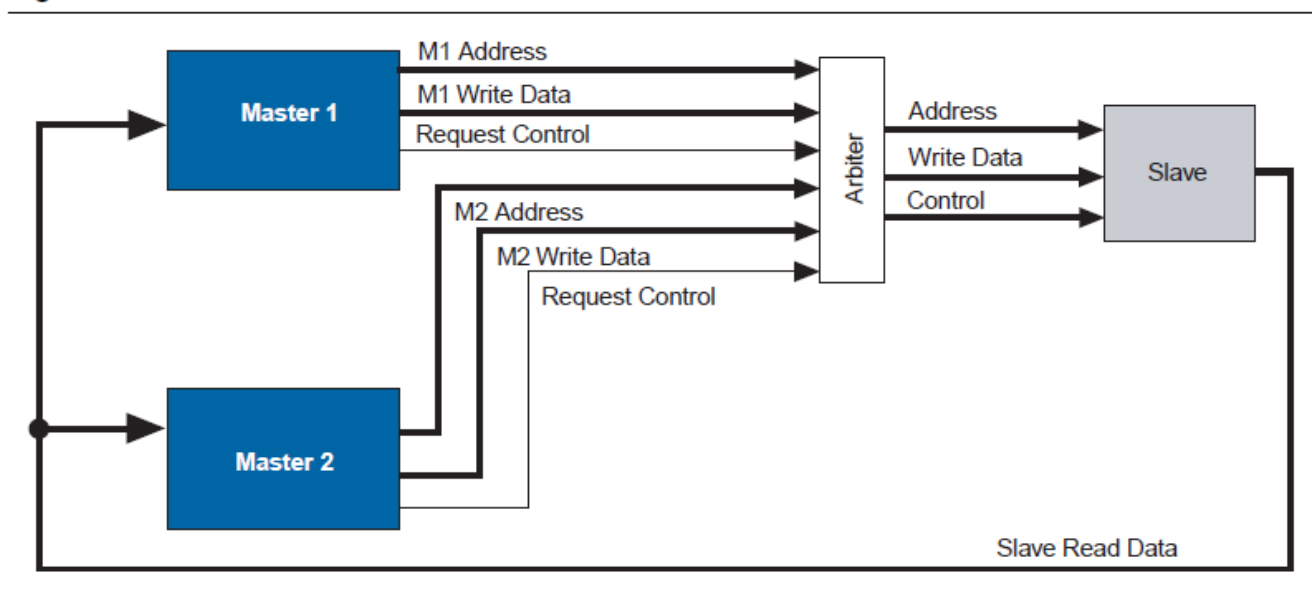 M1 Address
Master 1
M1 Write Data
Request Control
Arbiter
Address
Write Data
Control
Slave
M2 Address
M2 Write Data
Request Control
Master 2
Slave Read Data